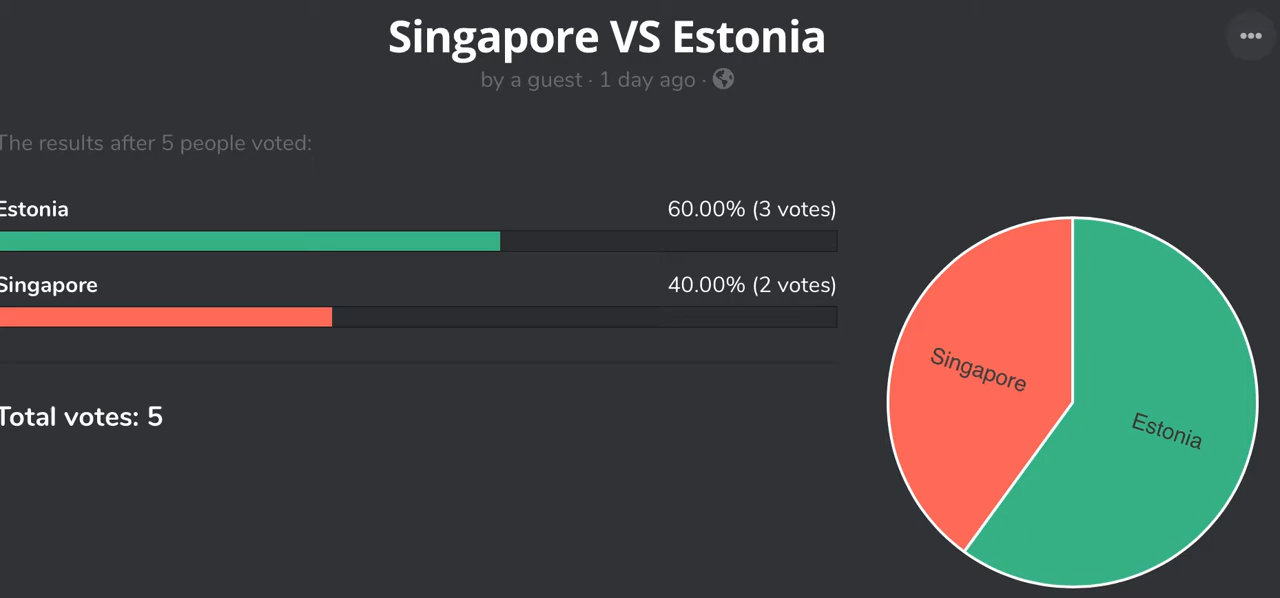 Singapore VS Estonia
by a guest · 1 day ago ·
The results after 5 people voted:
Estonia 60.00% (3 votes)
Singapore 40.00% (2 votes)
Total votes: 5
Singapore
Estonia